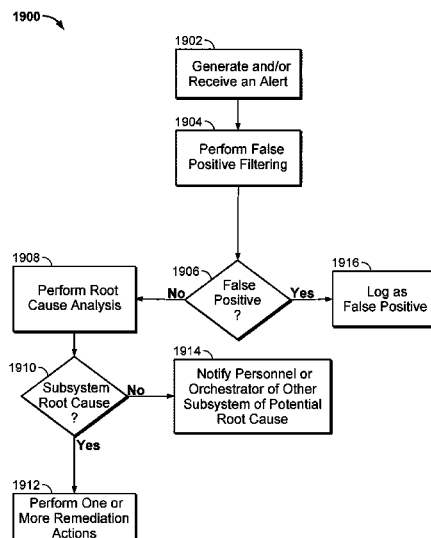 1900
1902
Generate and/or
Receive an Alert
1904
Perform False
Positive Filtering
1906
False
Positive
?
No
Yes
1908
Perform Root
Cause Analysis
1916
Log as
False Positive
1910
Subsystem
Root Cause
?
No
Yes
1914
Notify Personnel or
Orchestrator of Other
Subsystem of Potential
Root Cause
1912
Perform One or
More Remediation
Actions